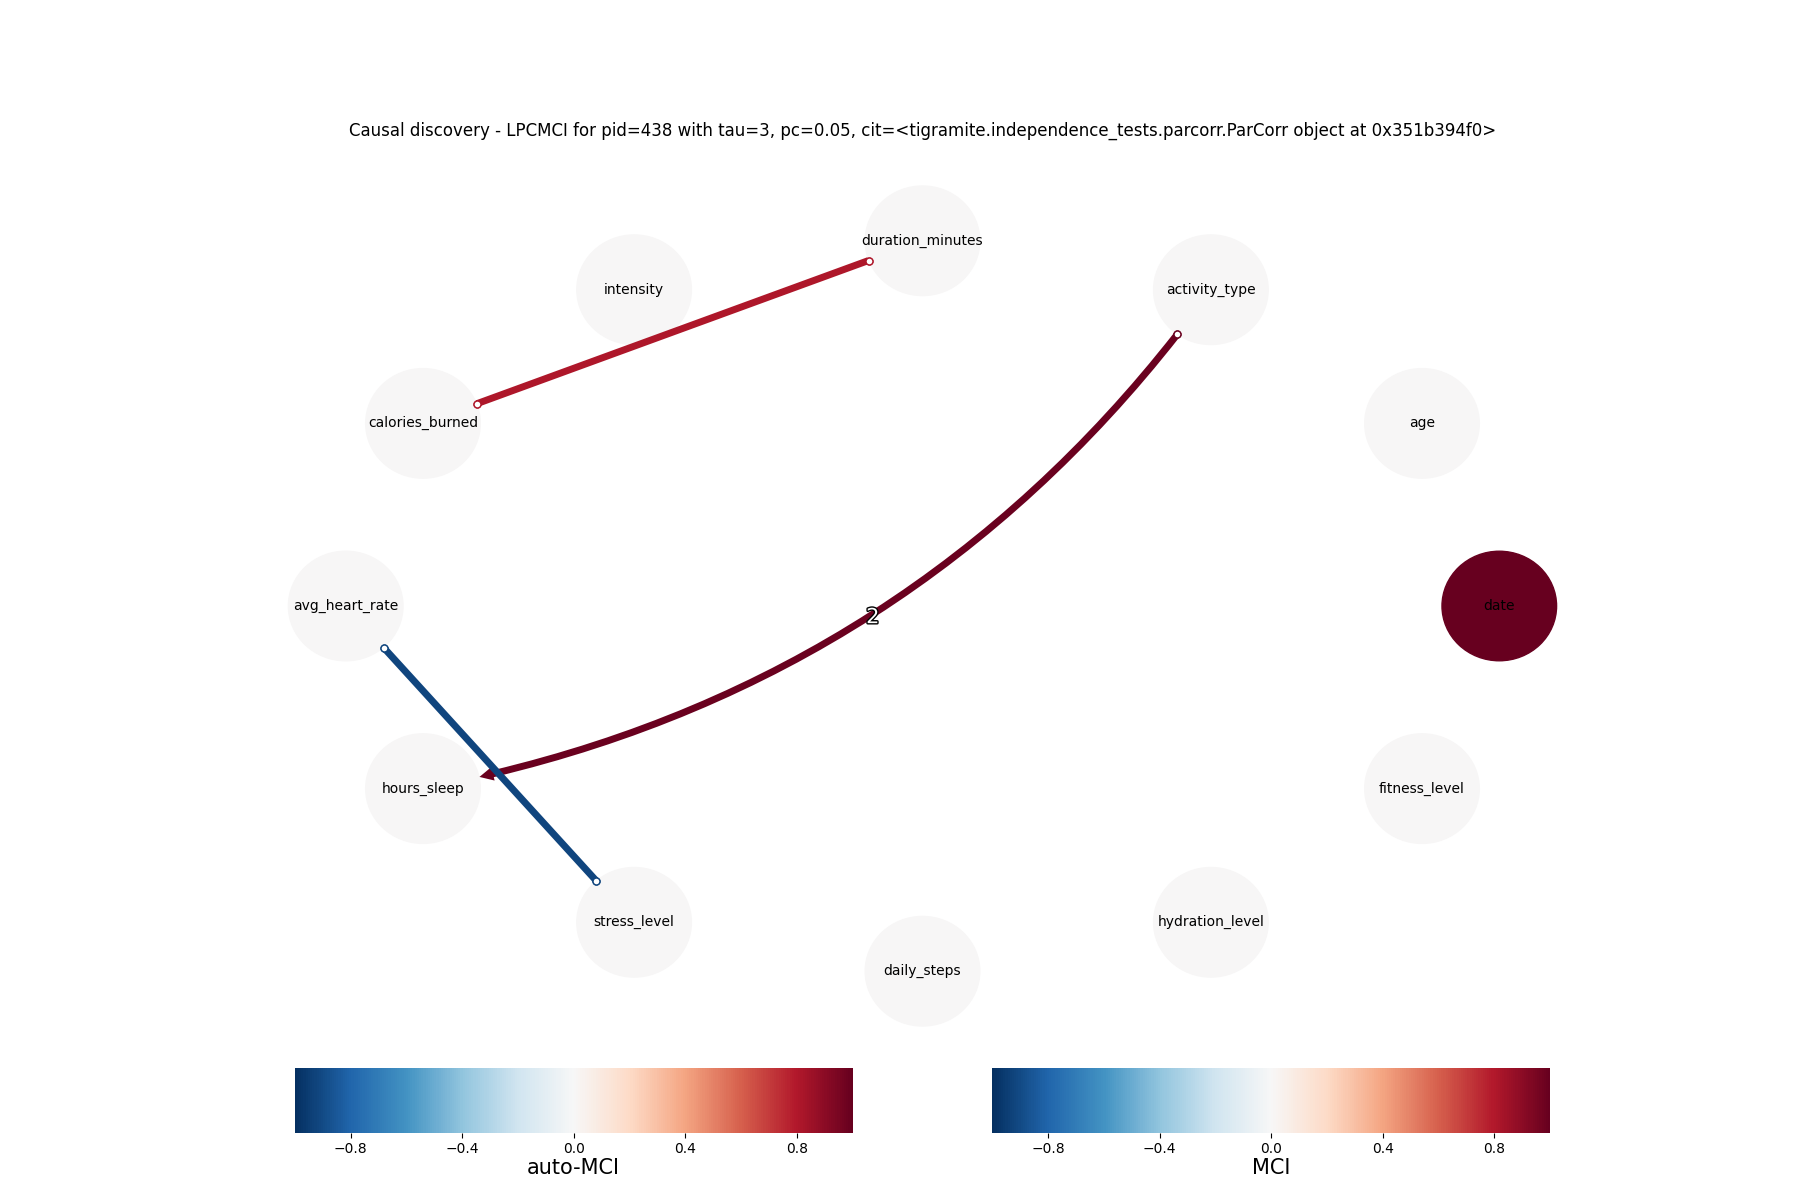 Causal discovery - LPCMCI for pid=438 with tau=3, pc=0.05, cit=<tigramite.independence_tests.parcorr.ParCorr object at 0x351b394f0>
duration_minutes
intensity
activity_type
calories_burned
age
avg_heart_rate
date
2
hours_sleep
fitness_level
stress_level
hydration_level
daily_steps
−0.8 −0.4 0.0 0.4 0.8
auto-MCI
−0.8 −0.4 0.0 0.4 0.8
MCI